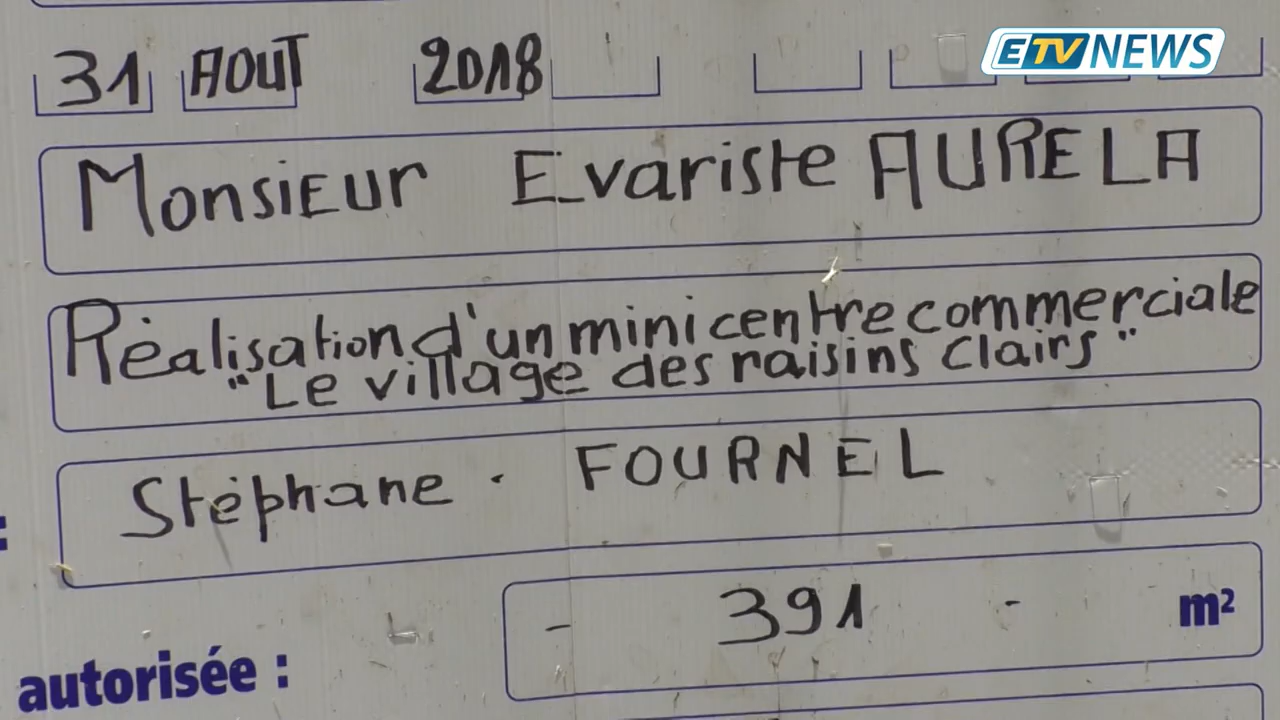 ETV NEWS
31 AOUT 2018
Monsieur Evariste AURELA
Réalisation d'un mini centre commerciale
"Le village des raisins clairs"
Stéphane . FOURNEL
:
- 391 - m²
autorisée :